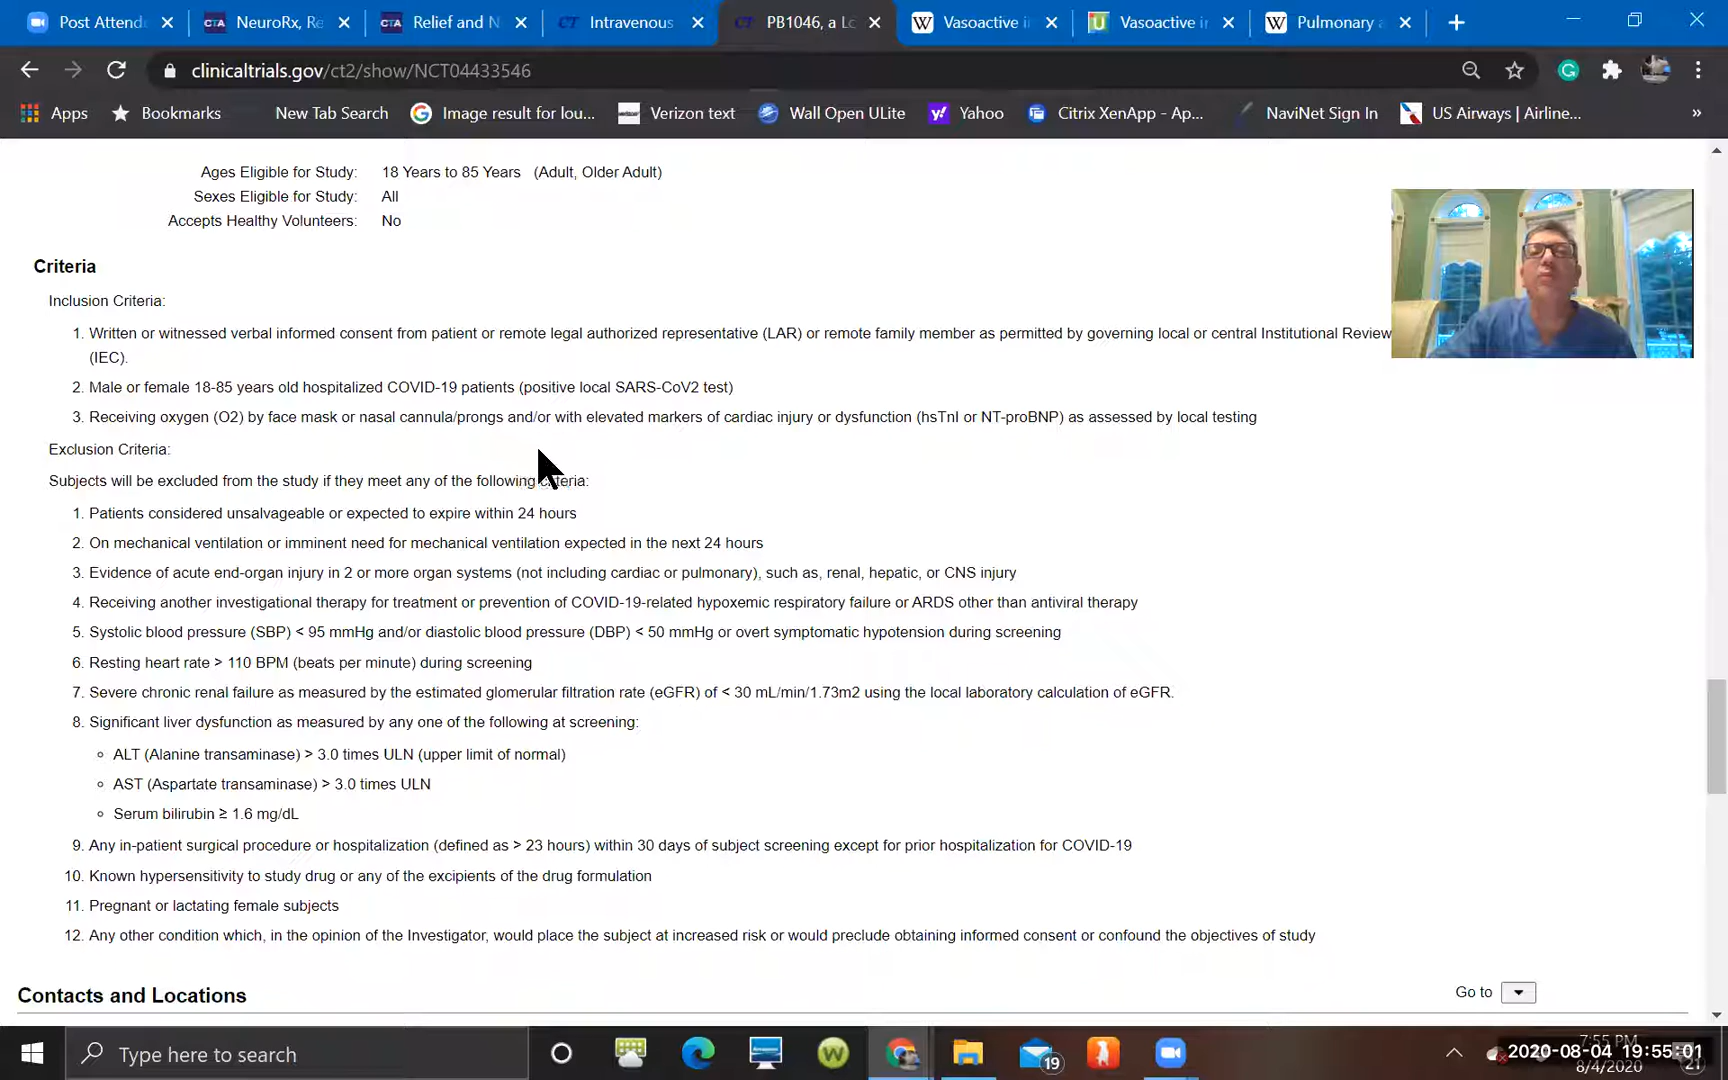 Post Attend
NeuroRx, Re
Relief and N
Intravenous
PB1046, a Lo
Vasoactive i
Vasoactive i
Pulmonary a
clinicaltrials.gov/ct2/show/NCT04433546
Apps
Bookmarks
New Tab Search
Image result for lou...
Verizon text
Wall Open ULite
Yahoo
Citrix XenApp - Ap...
NaviNet Sign In
US Airways | Airline...
»
Ages Eligible for Study: 18 Years to 85 Years (Adult, Older Adult)
Sexes Eligible for Study: All
Accepts Healthy Volunteers: No
Criteria
Inclusion Criteria:
1. Written or witnessed verbal informed consent from patient or remote legal authorized representative (LAR) or remote family member as permitted by governing local or central Institutional Review
(IEC).
2. Male or female 18-85 years old hospitalized COVID-19 patients (positive local SARS-CoV2 test)
3. Receiving oxygen (O2) by face mask or nasal cannula/prongs and/or with elevated markers of cardiac injury or dysfunction (hsTnI or NT-proBNP) as assessed by local testing
Exclusion Criteria:
Subjects will be excluded from the study if they meet any of the following criteria:
1. Patients considered unsalvageable or expected to expire within 24 hours
2. On mechanical ventilation or imminent need for mechanical ventilation expected in the next 24 hours
3. Evidence of acute end-organ injury in 2 or more organ systems (not including cardiac or pulmonary), such as, renal, hepatic, or CNS injury
4. Receiving another investigational therapy for treatment or prevention of COVID-19-related hypoxemic respiratory failure or ARDS other than antiviral therapy
5. Systolic blood pressure (SBP) < 95 mmHg and/or diastolic blood pressure (DBP) < 50 mmHg or overt symptomatic hypotension during screening
6. Resting heart rate > 110 BPM (beats per minute) during screening
7. Severe chronic renal failure as measured by the estimated glomerular filtration rate (eGFR) of < 30 mL/min/1.73m2 using the local laboratory calculation of eGFR.
8. Significant liver dysfunction as measured by any one of the following at screening:
ALT (Alanine transaminase) > 3.0 times ULN (upper limit of normal)
AST (Aspartate transaminase) > 3.0 times ULN
Serum bilirubin ≥ 1.6 mg/dL
9. Any in-patient surgical procedure or hospitalization (defined as > 23 hours) within 30 days of subject screening except for prior hospitalization for COVID-19
10. Known hypersensitivity to study drug or any of the excipients of the drug formulation
11. Pregnant or lactating female subjects
12. Any other condition which, in the opinion of the Investigator, would place the subject at increased risk or would preclude obtaining informed consent or confound the objectives of study
Contacts and Locations
Go to
Type here to search
19
7:55 PM
2020-08-04 19:55:01
8/4/2020
21